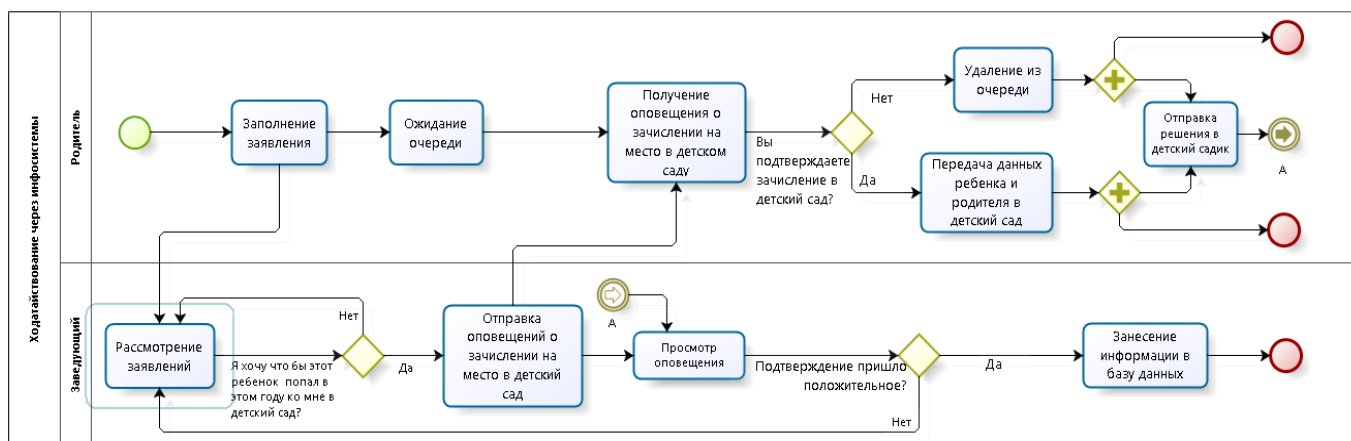 Ходатайствование через инфосистемы
Родитель
Заполнение
заявления
Ожидание
очереди
Получение
оповещения о
зачислении на
место в детском
саду
Вы
подтверждаете
зачисление в
детский сад?
Нет
Да
Удаление из
очереди
Передача данных
ребенка и
родителя в
детский сад
Отправка
решения в
детский садик
А
Заведующий
Рассмотрение
заявлений
Я хочу что бы этот
ребенок попал в
этом году ко мне в
детский сад?
Нет
Да
Отправка
оповещений о
зачислении на
место в детский
сад
А
Просмотр
оповещения
Подтверждение пришло
положительное?
Да
Нет
Занесение
информации в
базу данных